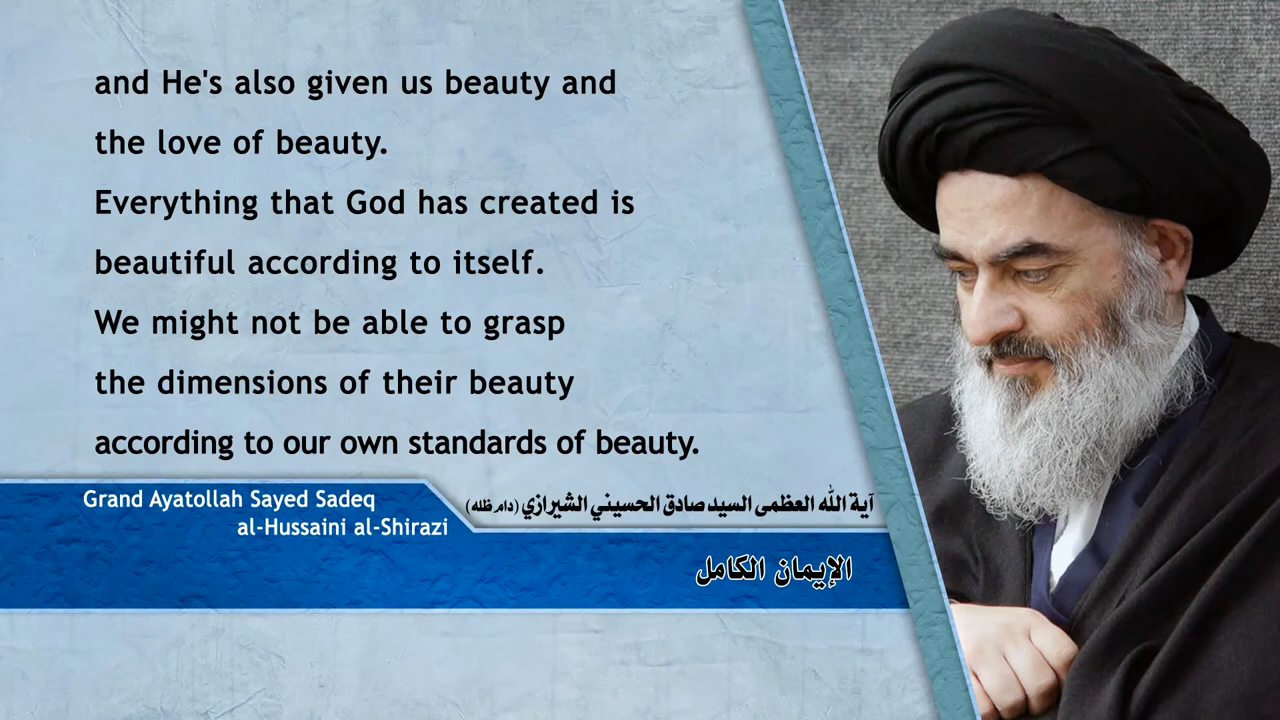 and He's also given us beauty and
the love of beauty.
Everything that God has created is
beautiful according to itself.
We might not be able to grasp
the dimensions of their beauty
according to our own standards of beauty.
Grand Ayatollah Sayed Sadeq
al-Hussaini al-Shirazi
آية الله العظمى السيد صادق الحسيني الشيرازي (دام ظله)
الإيمان الكامل